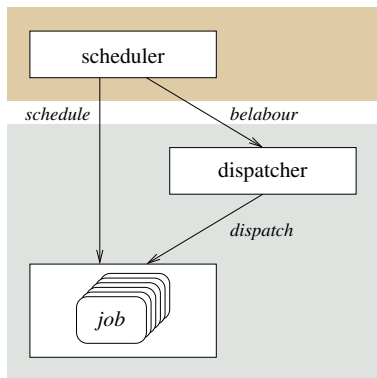 scheduler
schedule
belabour
dispatcher
dispatch
job